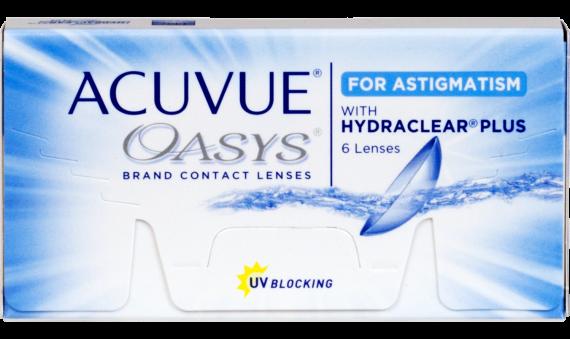 ACUVUE®
OASYS®
BRAND CONTACT LENSES
FOR ASTIGMATISM
WITH
HYDRACLEAR® PLUS
6 Lenses
UV BLOCKING